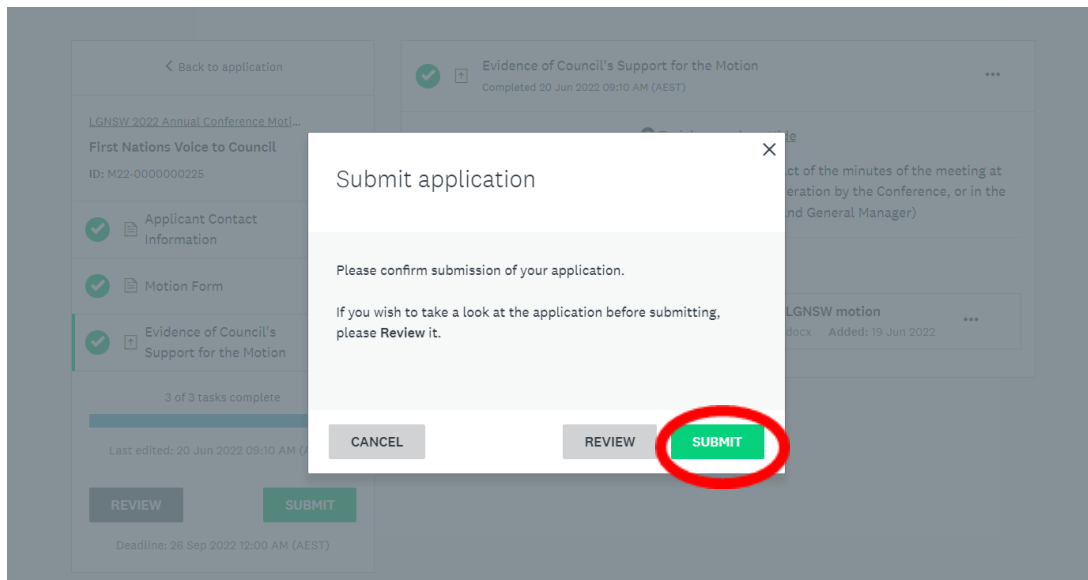 Back to application
LGNSW 2022 Annual Conference Moti...
First Nations Voice to Council
ID: M22-0000000225
Applicant Contact
Information
Motion Form
Evidence of Council's
Support for the Motion
3 of 3 tasks complete
Last edited: 20 Jun 2022 09:10 AM (A
REVIEW
SUBMIT
Deadline: 26 Sep 2022 12:00 AM (AEST)
Evidence of Council's Support for the Motion
Completed 20 Jun 2022 09:10 AM (AEST)
ct of the minutes of the meeting at
eration by the Conference, or in the
nd General Manager)
LGNSW motion
docx Added: 19 Jun 2022
Submit application
Please confirm submission of your application.
If you wish to take a look at the application before submitting,
please Review it.
CANCEL
REVIEW
SUBMIT